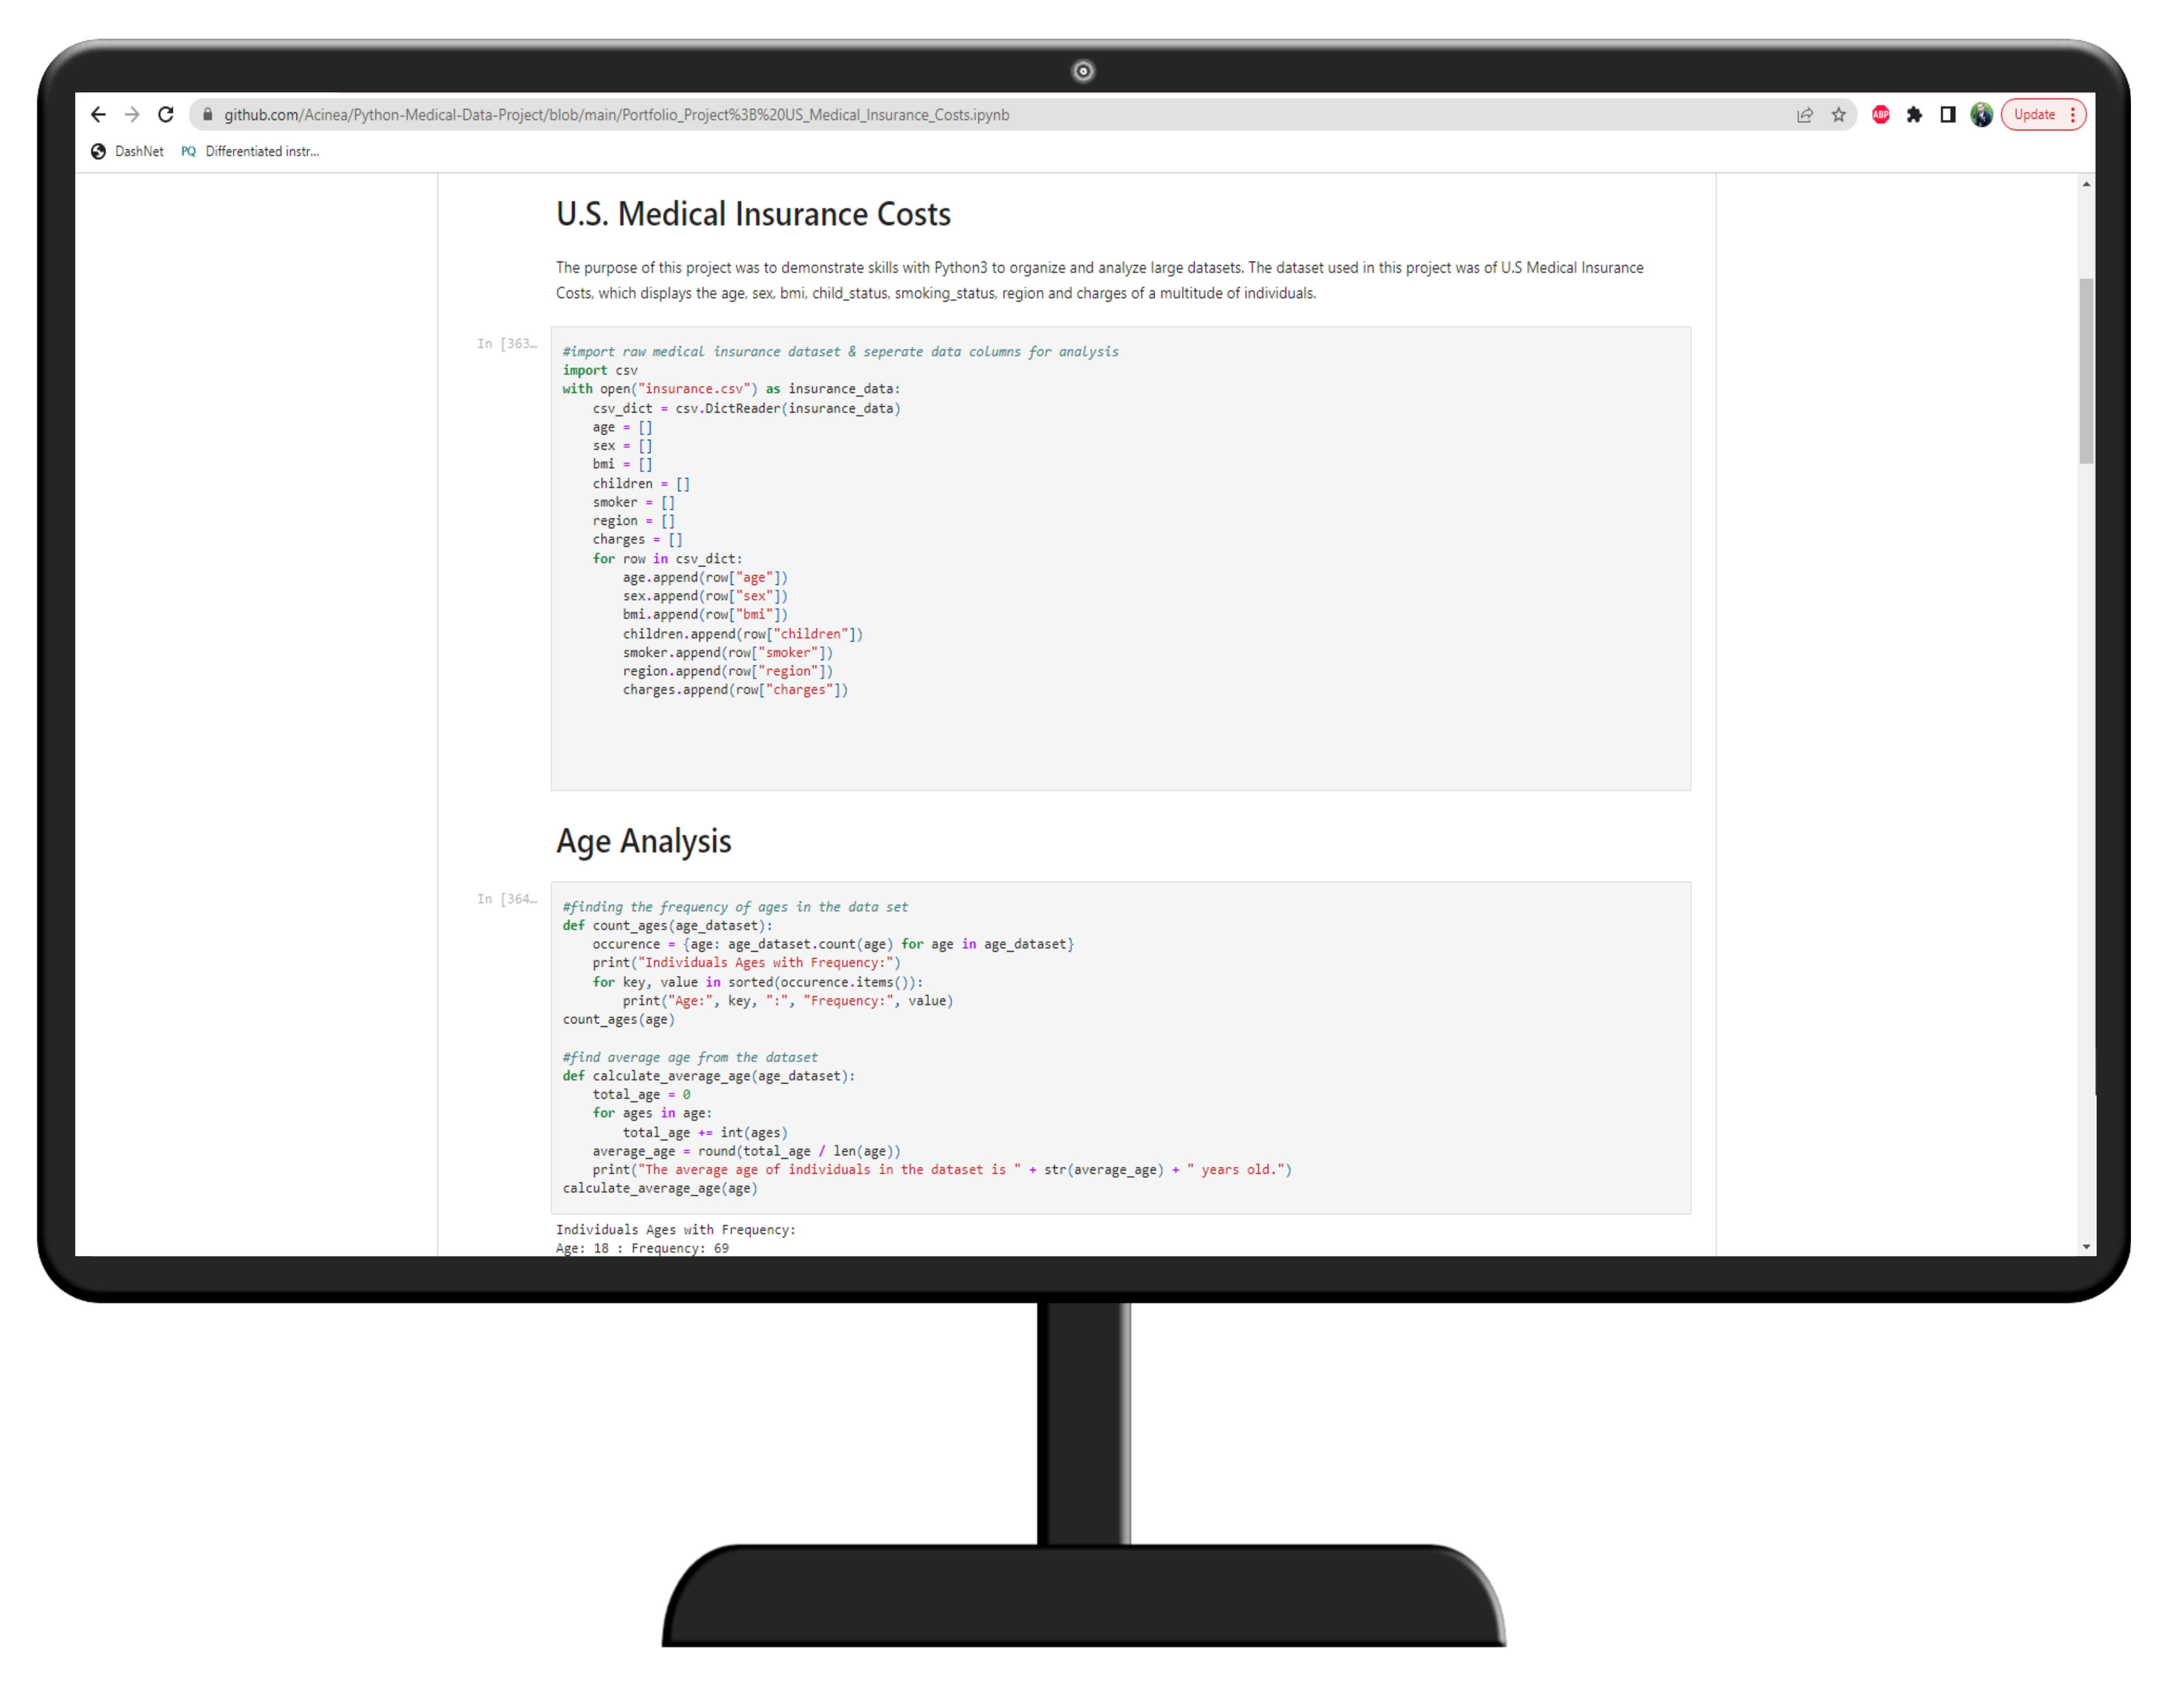 github.com/Acinea/Python-Medical-Data-Project/blob/main/Portfolio_Project%3B%20US_Medical_Insurance_Costs.ipynb
ABP
Update
DashNet PQ Differentiated instr...
U.S. Medical Insurance Costs
The purpose of this project was to demonstrate skills with Python3 to organize and analyze large datasets. The dataset used in this project was of U.S Medical Insurance
Costs, which displays the age, sex, bmi, child_status, smoking_status, region and charges of a multitude of individuals.
In [363…
#import raw medical insurance dataset & seperate data columns for analysis
import csv
with open("insurance.csv") as insurance_data:
    csv_dict = csv.DictReader(insurance_data)
    age = []
    sex = []
    bmi = []
    children = []
    smoker = []
    region = []
    charges = []
    for row in csv_dict:
        age.append(row["age"])
        sex.append(row["sex"])
        bmi.append(row["bmi"])
        children.append(row["children"])
        smoker.append(row["smoker"])
        region.append(row["region"])
        charges.append(row["charges"])
Age Analysis
In [364…
#finding the frequency of ages in the data set
def count_ages(age_dataset):
    occurence = {age: age_dataset.count(age) for age in age_dataset}
    print("Individuals Ages with Frequency:")
    for key, value in sorted(occurence.items()):
        print("Age:", key, ":", "Frequency:", value)
count_ages(age)
#find average age from the dataset
def calculate_average_age(age_dataset):
    total_age = 0
    for ages in age:
        total_age += int(ages)
    average_age = round(total_age / len(age))
    print("The average age of individuals in the dataset is " + str(average_age) + " years old.")
calculate_average_age(age)
Individuals Ages with Frequency:
Age: 18 : Frequency: 69